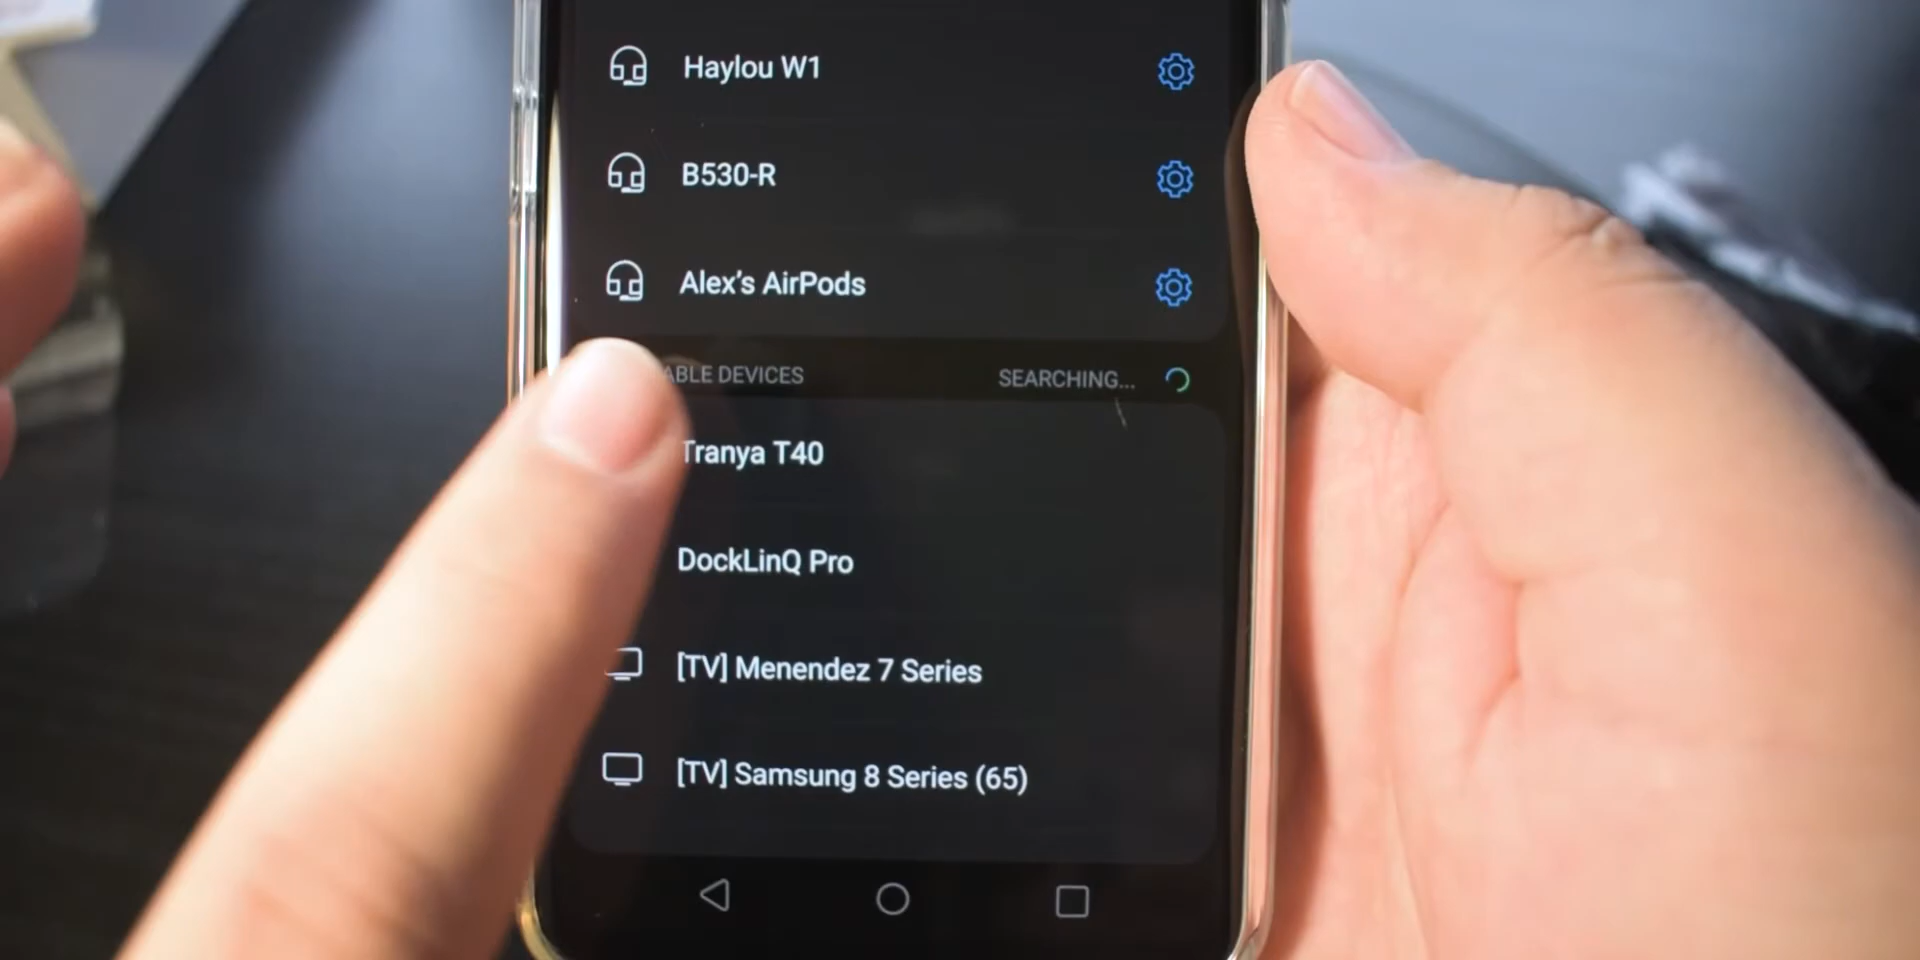 Haylou W1
B530-R
Alex's AirPods
ABLE DEVICES SEARCHING...
Tranya T40
DockLinQ Pro
[TV] Menendez 7 Series
[TV] Samsung 8 Series (65)